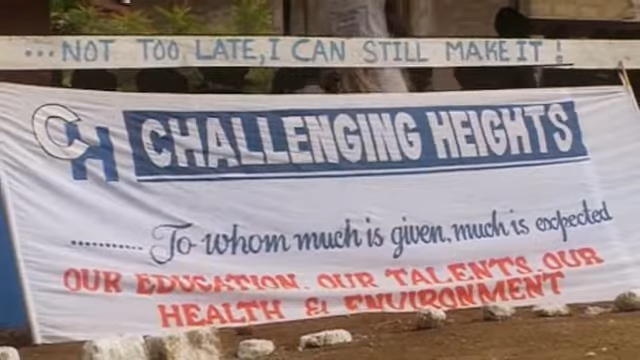 ...NOT TOO LATE, I CAN STILL MAKE IT!
CH CHALLENGING HEIGHTS
.......... To whom much is given, much is expected
OUR EDUCATION, OUR TALENTS, OUR
HEALTH & ENVIRONMENT